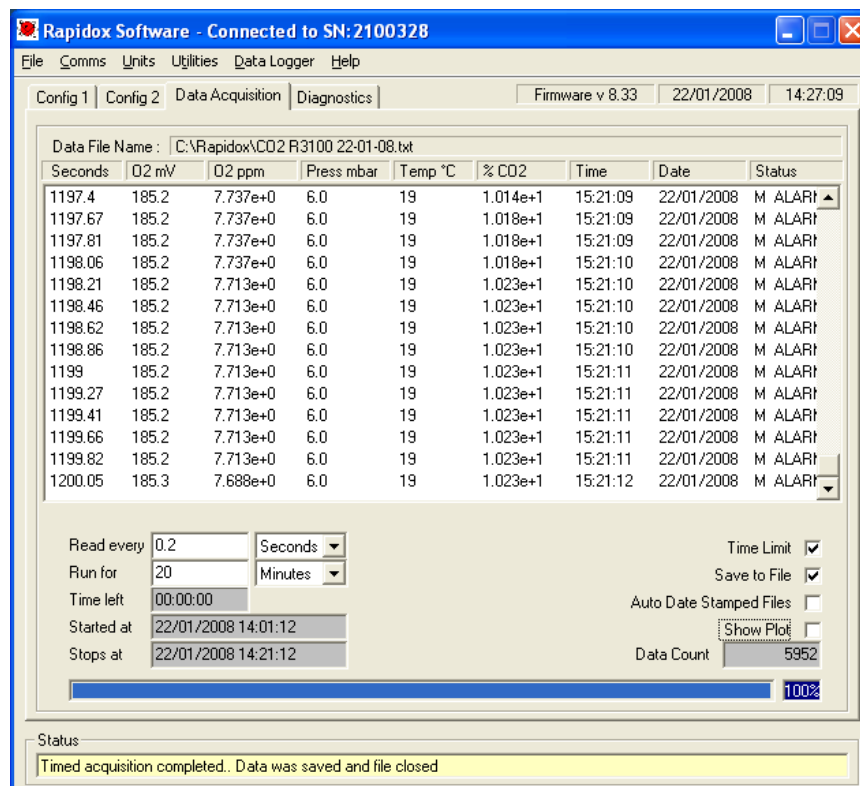 Rapidox Software - Connected to SN:2100328
File Comms Units Utilities Data Logger Help
Config 1 Config 2 Data Acquisition Diagnostics Firmware v 8.33 22/01/2008 14:27:09
Data File Name : C:\Rapidox\CO2 R3100 22-01-08.txt
Seconds O2 mV O2 ppm Press mbar Temp °C % CO2 Time Date Status
1197.4 185.2 7.737e+0 6.0 19 1.014e+1 15:21:09 22/01/2008 M ALARM
1197.67 185.2 7.737e+0 6.0 19 1.018e+1 15:21:09 22/01/2008 M ALARM
1197.81 185.2 7.737e+0 6.0 19 1.018e+1 15:21:09 22/01/2008 M ALARM
1198.06 185.2 7.737e+0 6.0 19 1.018e+1 15:21:10 22/01/2008 M ALARM
1198.21 185.2 7.713e+0 6.0 19 1.023e+1 15:21:10 22/01/2008 M ALARM
1198.46 185.2 7.713e+0 6.0 19 1.023e+1 15:21:10 22/01/2008 M ALARM
1198.62 185.2 7.713e+0 6.0 19 1.023e+1 15:21:10 22/01/2008 M ALARM
1198.86 185.2 7.713e+0 6.0 19 1.023e+1 15:21:10 22/01/2008 M ALARM
1199 185.2 7.713e+0 6.0 19 1.023e+1 15:21:11 22/01/2008 M ALARM
1199.27 185.2 7.713e+0 6.0 19 1.023e+1 15:21:11 22/01/2008 M ALARM
1199.41 185.2 7.713e+0 6.0 19 1.023e+1 15:21:11 22/01/2008 M ALARM
1199.66 185.2 7.713e+0 6.0 19 1.023e+1 15:21:11 22/01/2008 M ALARM
1199.82 185.2 7.713e+0 6.0 19 1.023e+1 15:21:11 22/01/2008 M ALARM
1200.05 185.3 7.688e+0 6.0 19 1.023e+1 15:21:12 22/01/2008 M ALARM
Read every 0.2 Seconds Time Limit
Run for 20 Minutes Save to File
Time left 00:00:00 Auto Date Stamped Files
Started at 22/01/2008 14:01:12 Show Plot
Stops at 22/01/2008 14:21:12 Data Count 5952
100%
Status
Timed acquisition completed.. Data was saved and file closed